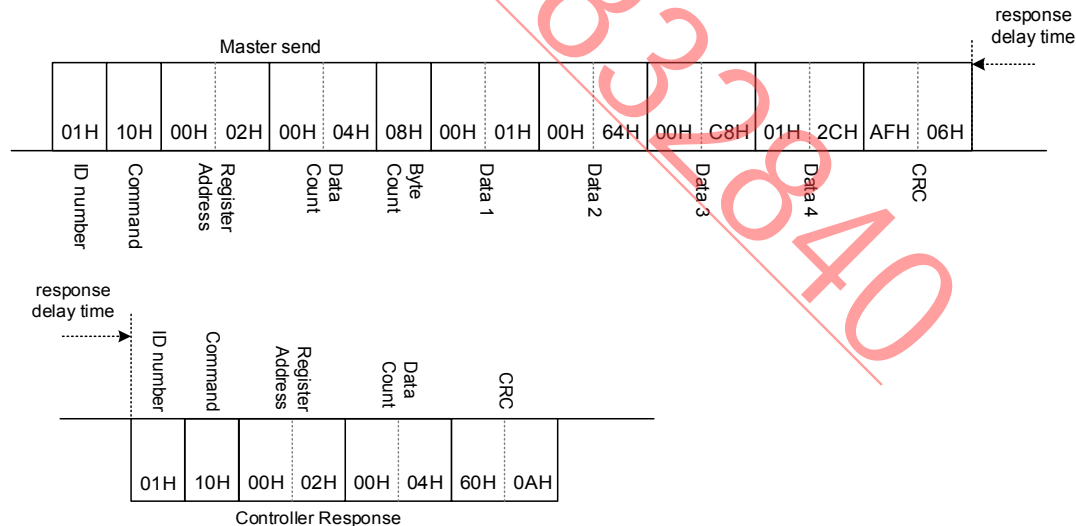 response
delay time
Master send
01H 10H 00H 02H 00H 04H 08H 00H 01H 00H 64H 00H C8H 01H 2CH AFH 06H
ID number
Command
Register
Address
Data
Count
Byte
Count
Data 1
Data 2
Data 3
Data 4
CRC
832840
response
delay time
ID number
Command
Register
Address
Data
Count
CRC
01H 10H 00H 02H 00H 04H 60H 0AH
Controller Response